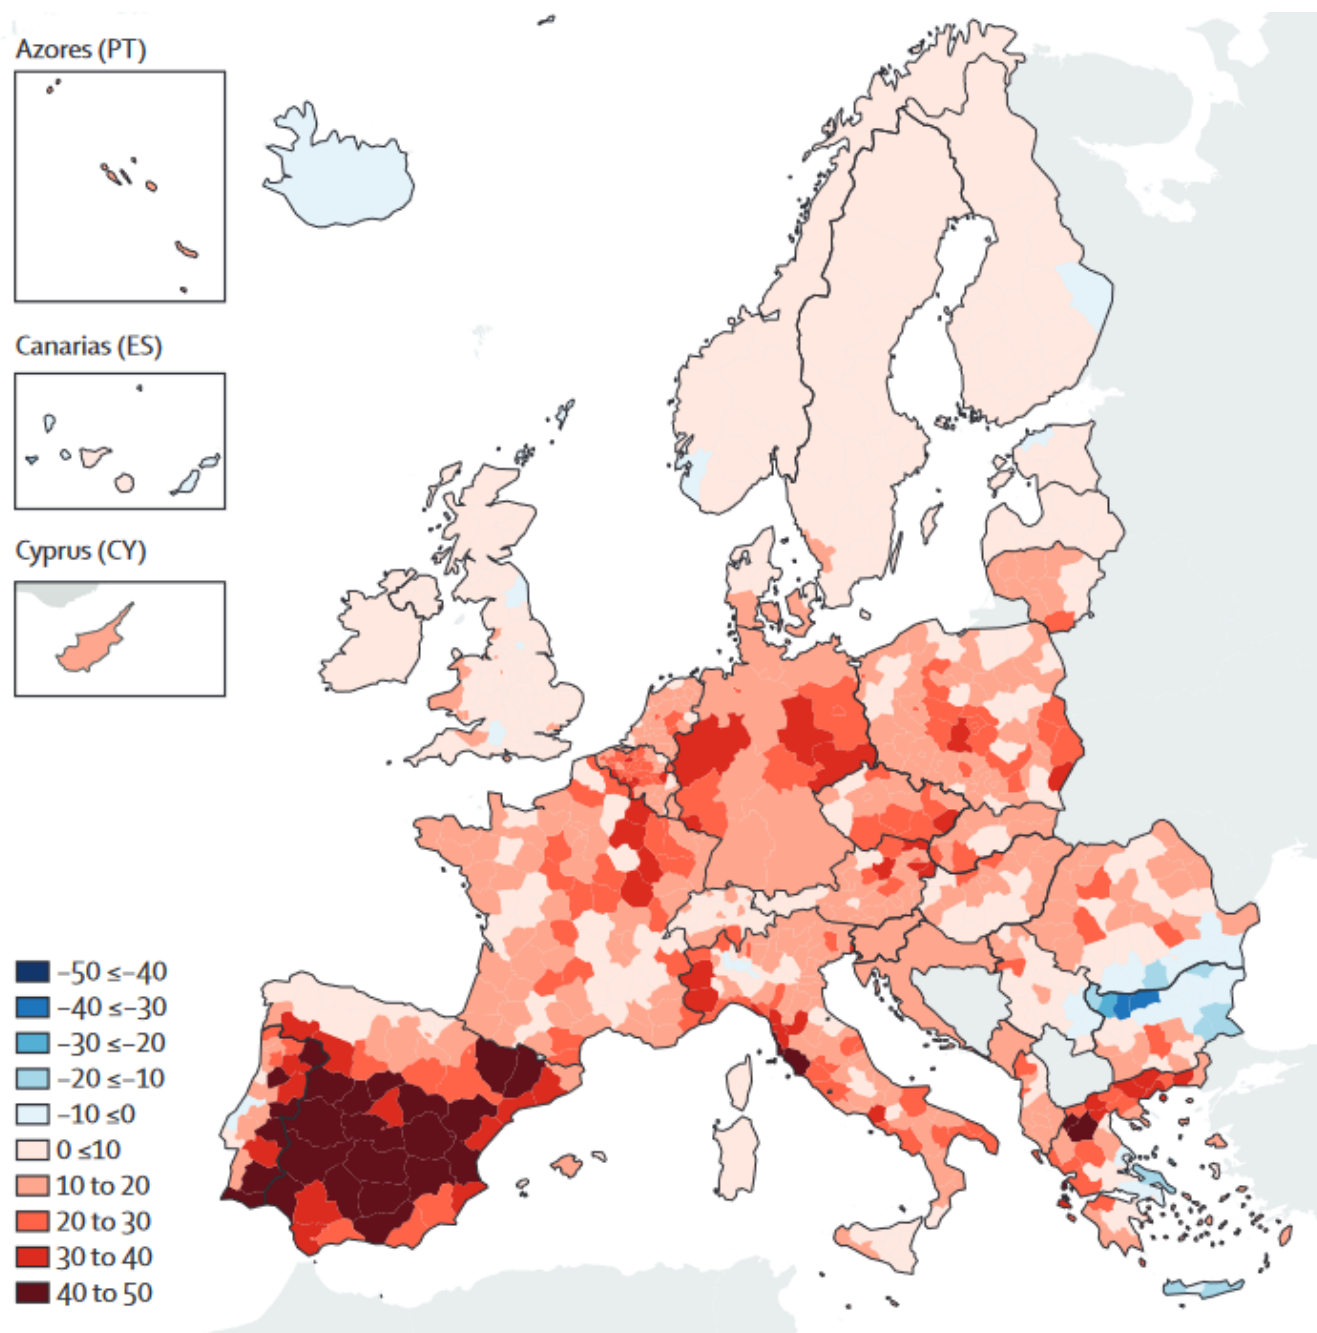 Azores (PT)
Canarias (ES)
Cyprus (CY)
−50 ≤−40
−40 ≤−30
−30 ≤−20
−20 ≤−10
−10 ≤0
0 ≤10
10 to 20
20 to 30
30 to 40
40 to 50